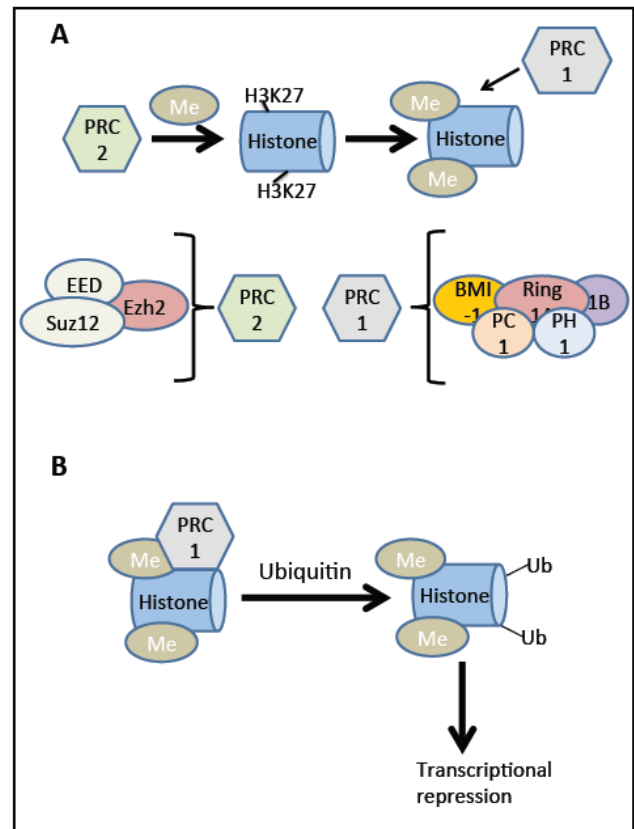 A
PRC
1
Me
H3K27
Me
PRC
2
Histone
Histone
H3K27
Me
EED
Ezh2
Suz12
PRC
2
PRC
1
BMI
-1
Ring
1B
PC
1
PH
1
B
PRC
1
Me
Histone
Me
Ubiquitin
Me
Histone
Me
Ub
Ub
Transcriptional
repression